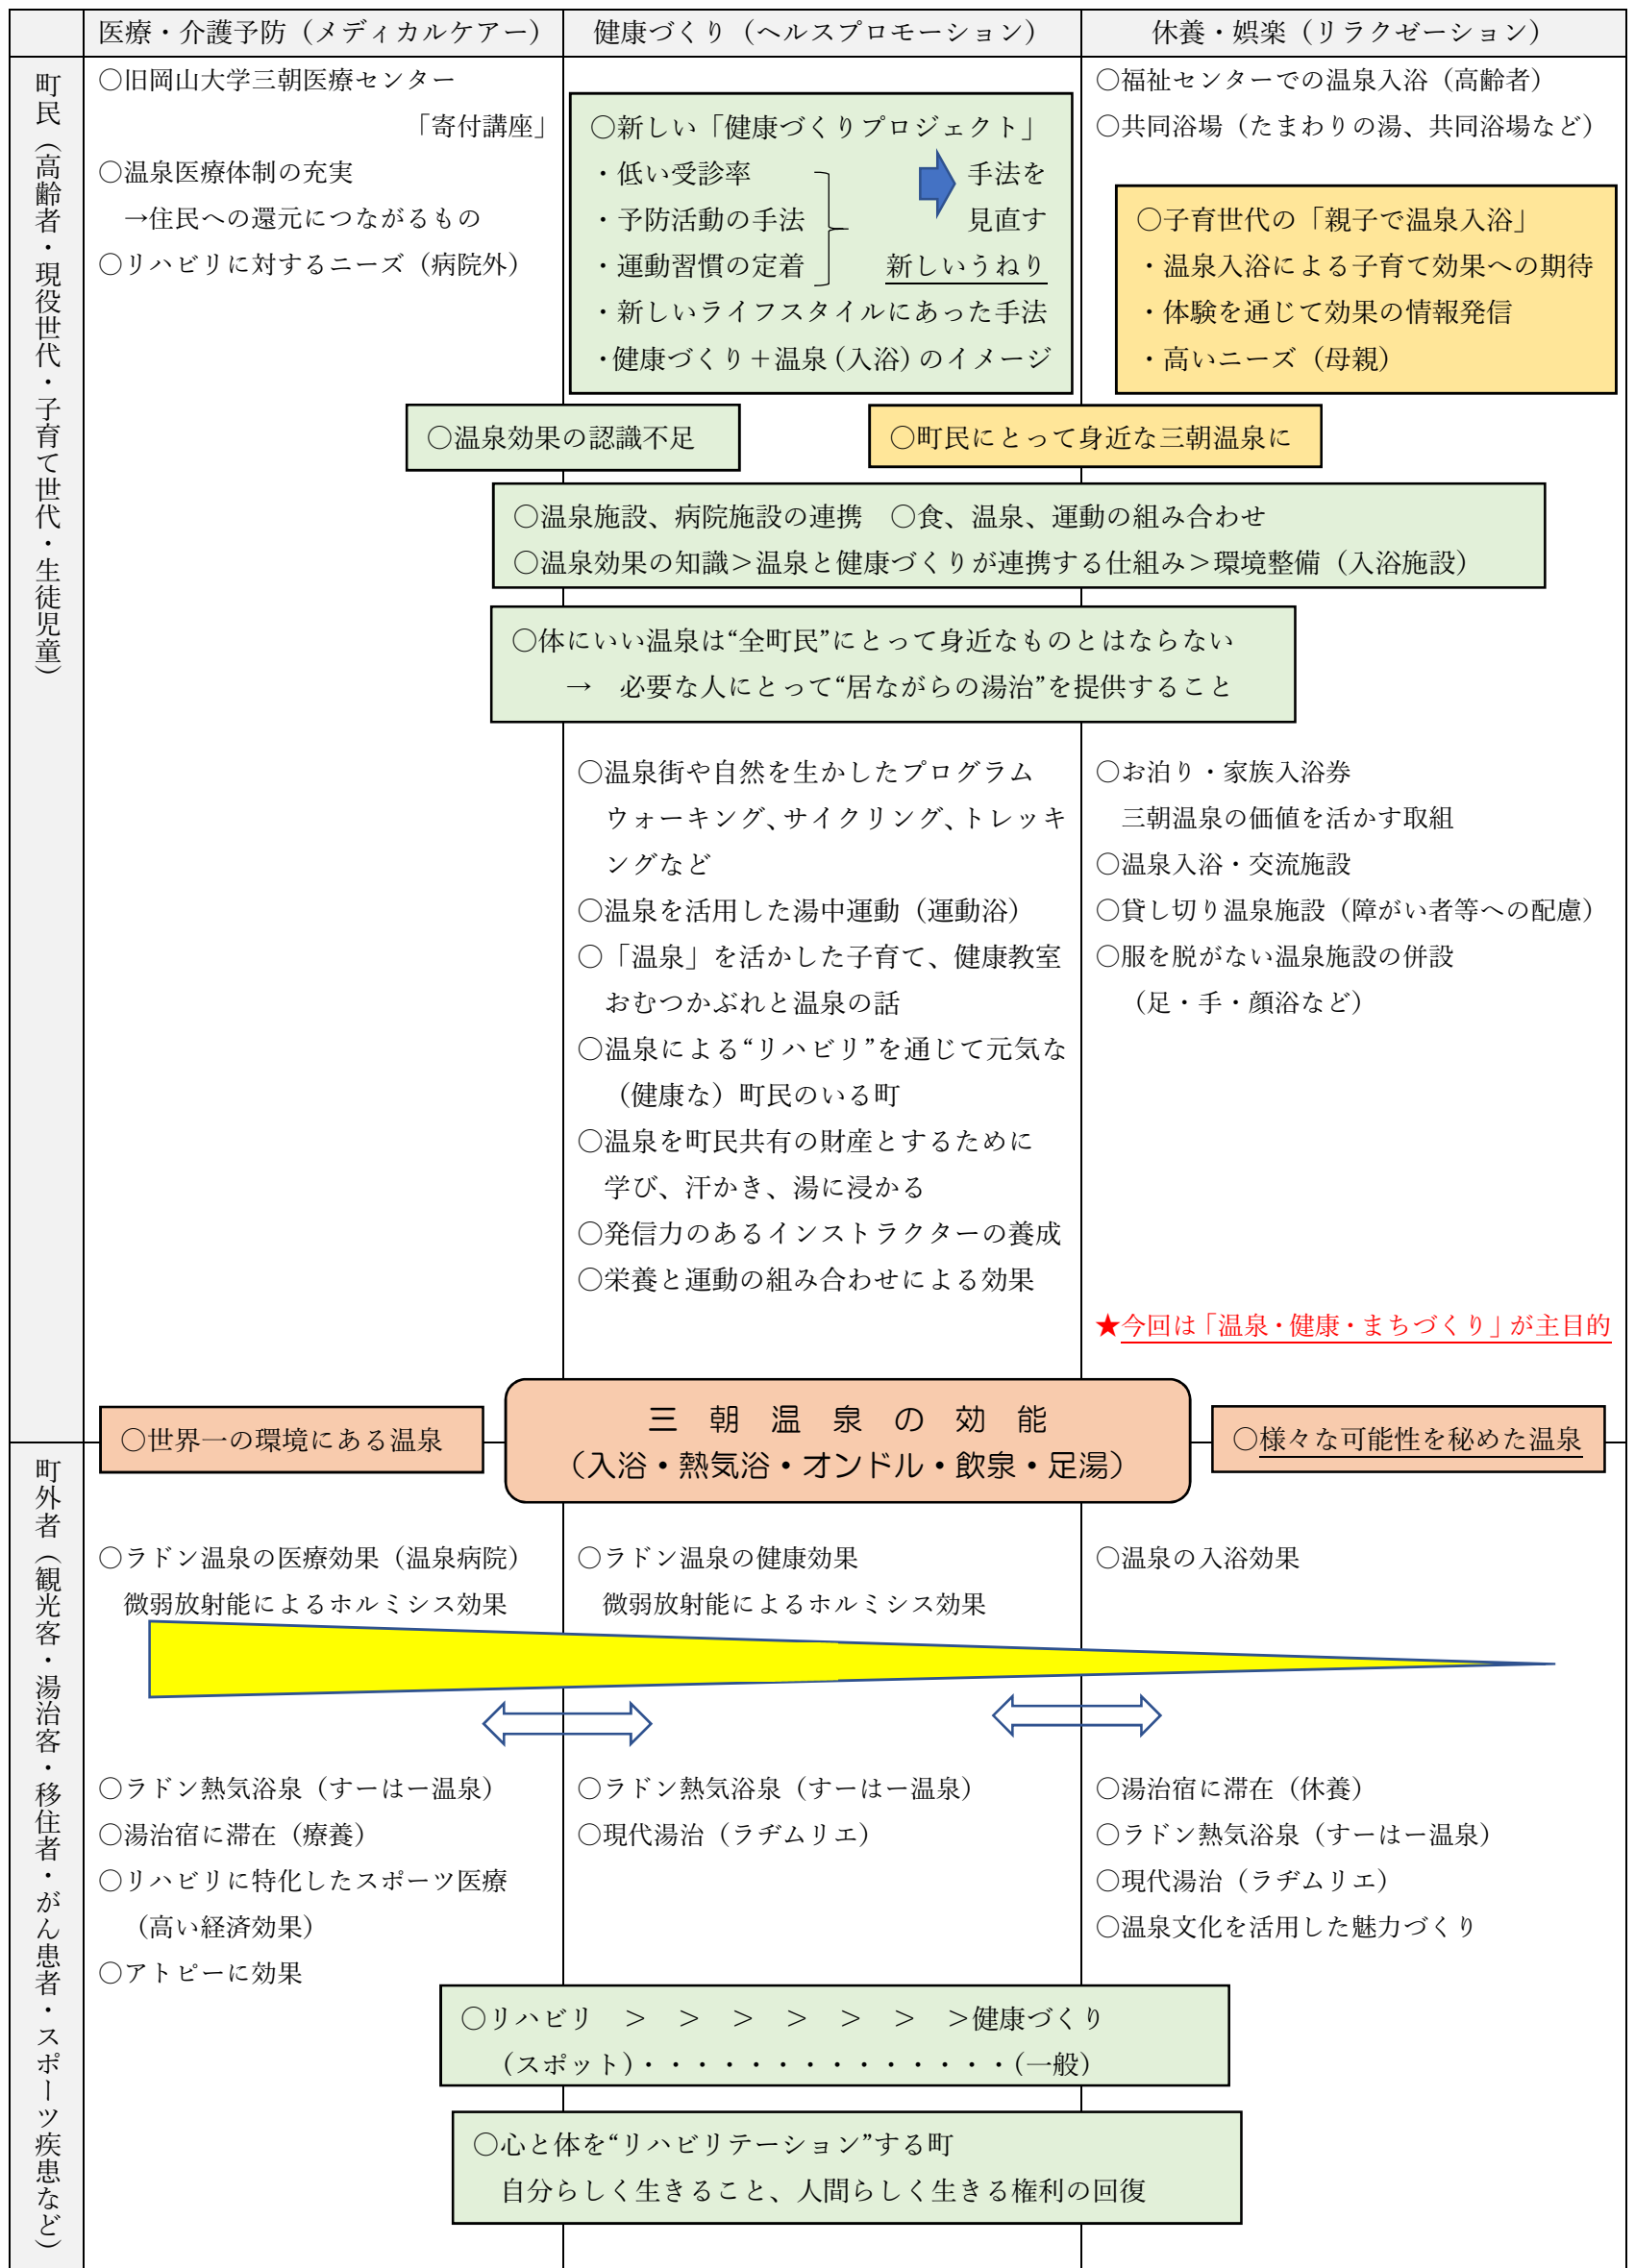 医療・介護予防（メディカルケアー）
健康づくり（ヘルスプロモーション）
休養・娯楽（リラクゼーション）
町民（高齢者・現役世代・子育て世代・生徒児童）
○旧岡山大学三朝医療センター
「寄付講座」
○温泉医療体制の充実
→住民への還元につながるもの
○リハビリに対するニーズ（病院外）
○新しい「健康づくりプロジェクト」
・低い受診率
・予防活動の手法
・運動習慣の定着
手法を
見直す
新しいうねり
・新しいライフスタイルにあった手法
・健康づくり＋温泉（入浴）のイメージ
○福祉センターでの温泉入浴（高齢者）
○共同浴場（たまわりの湯、共同浴場など）
○子育世代の「親子で温泉入浴」
・温泉入浴による子育て効果への期待
・体験を通じて効果の情報発信
・高いニーズ（母親）
○温泉効果の認識不足
○町民にとって身近な三朝温泉に
○温泉施設、病院施設の連携　○食、温泉、運動の組み合わせ
○温泉効果の知識＞温泉と健康づくりが連携する仕組み＞環境整備（入浴施設）
○体にいい温泉は“全町民”にとって身近なものとはならない
→　必要な人にとって“居ながらの湯治”を提供すること
○温泉街や自然を生かしたプログラム
ウォーキング、サイクリング、トレッキ
ングなど
○温泉を活用した湯中運動（運動浴）
○「温泉」を活かした子育て、健康教室
おむつかぶれと温泉の話
○温泉による“リハビリ”を通じて元気な
（健康な）町民のいる町
○温泉を町民共有の財産とするために
学び、汗かき、湯に浸かる
○発信力のあるインストラクターの養成
○栄養と運動の組み合わせによる効果
○お泊り・家族入浴券
三朝温泉の価値を活かす取組
○温泉入浴・交流施設
○貸し切り温泉施設（障がい者等への配慮）
○服を脱がない温泉施設の併設
（足・手・顔浴など）
★今回は「温泉・健康・まちづくり」が主目的
○世界一の環境にある温泉
三　朝　温　泉　の　効　能
（入浴・熱気浴・オンドル・飲泉・足湯）
○様々な可能性を秘めた温泉
町外者（観光客・湯治客・移住者・がん患者・スポーツ疾患など）
○ラドン温泉の医療効果（温泉病院）
微弱放射能によるホルミシス効果
○ラドン温泉の健康効果
微弱放射能によるホルミシス効果
○温泉の入浴効果
○ラドン熱気浴泉（すーはー温泉）
○湯治宿に滞在（療養）
○リハビリに特化したスポーツ医療
（高い経済効果）
○アトピーに効果
○ラドン熱気浴泉（すーはー温泉）
○現代湯治（ラヂムリエ）
○湯治宿に滞在（休養）
○ラドン熱気浴泉（すーはー温泉）
○現代湯治（ラヂムリエ）
○温泉文化を活用した魅力づくり
○リハビリ　＞　＞　＞　＞　＞　＞　＞健康づくり
（スポット）・・・・・・・・・・・・・・（一般）
○心と体を“リハビリテーション”する町
自分らしく生きること、人間らしく生きる権利の回復